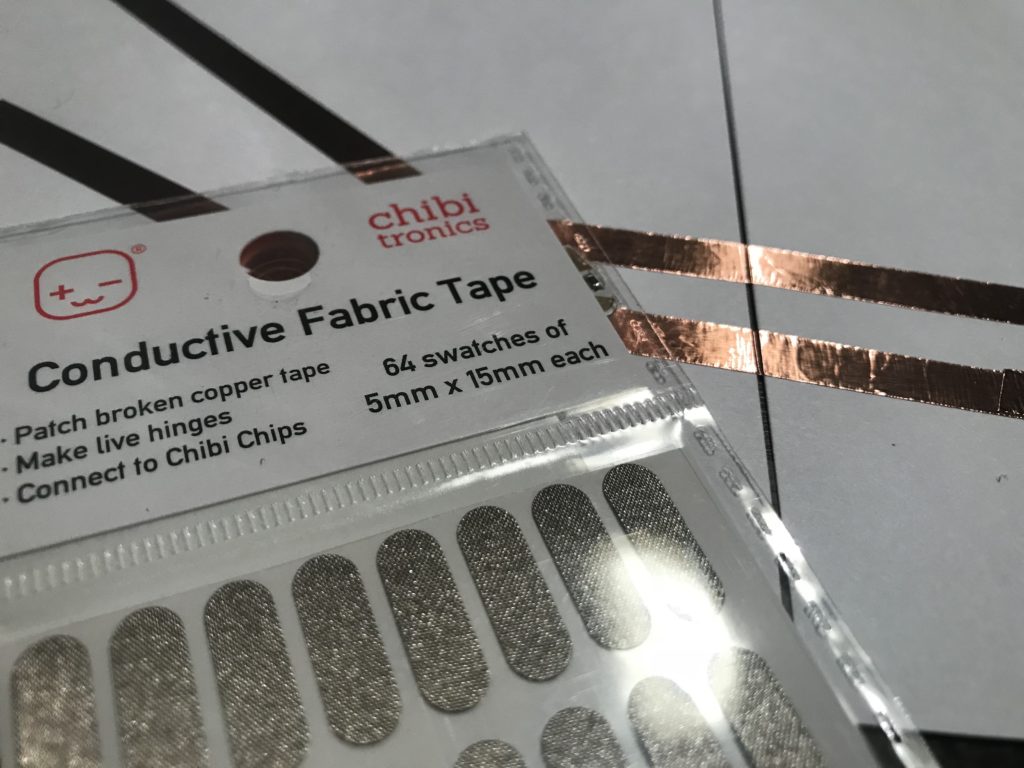 ®
chibi
tronics
Conductive Fabric Tape
· Patch broken copper tape
· Make live hinges
· Connect to Chibi Chips
64 swatches of
5mm x 15mm each